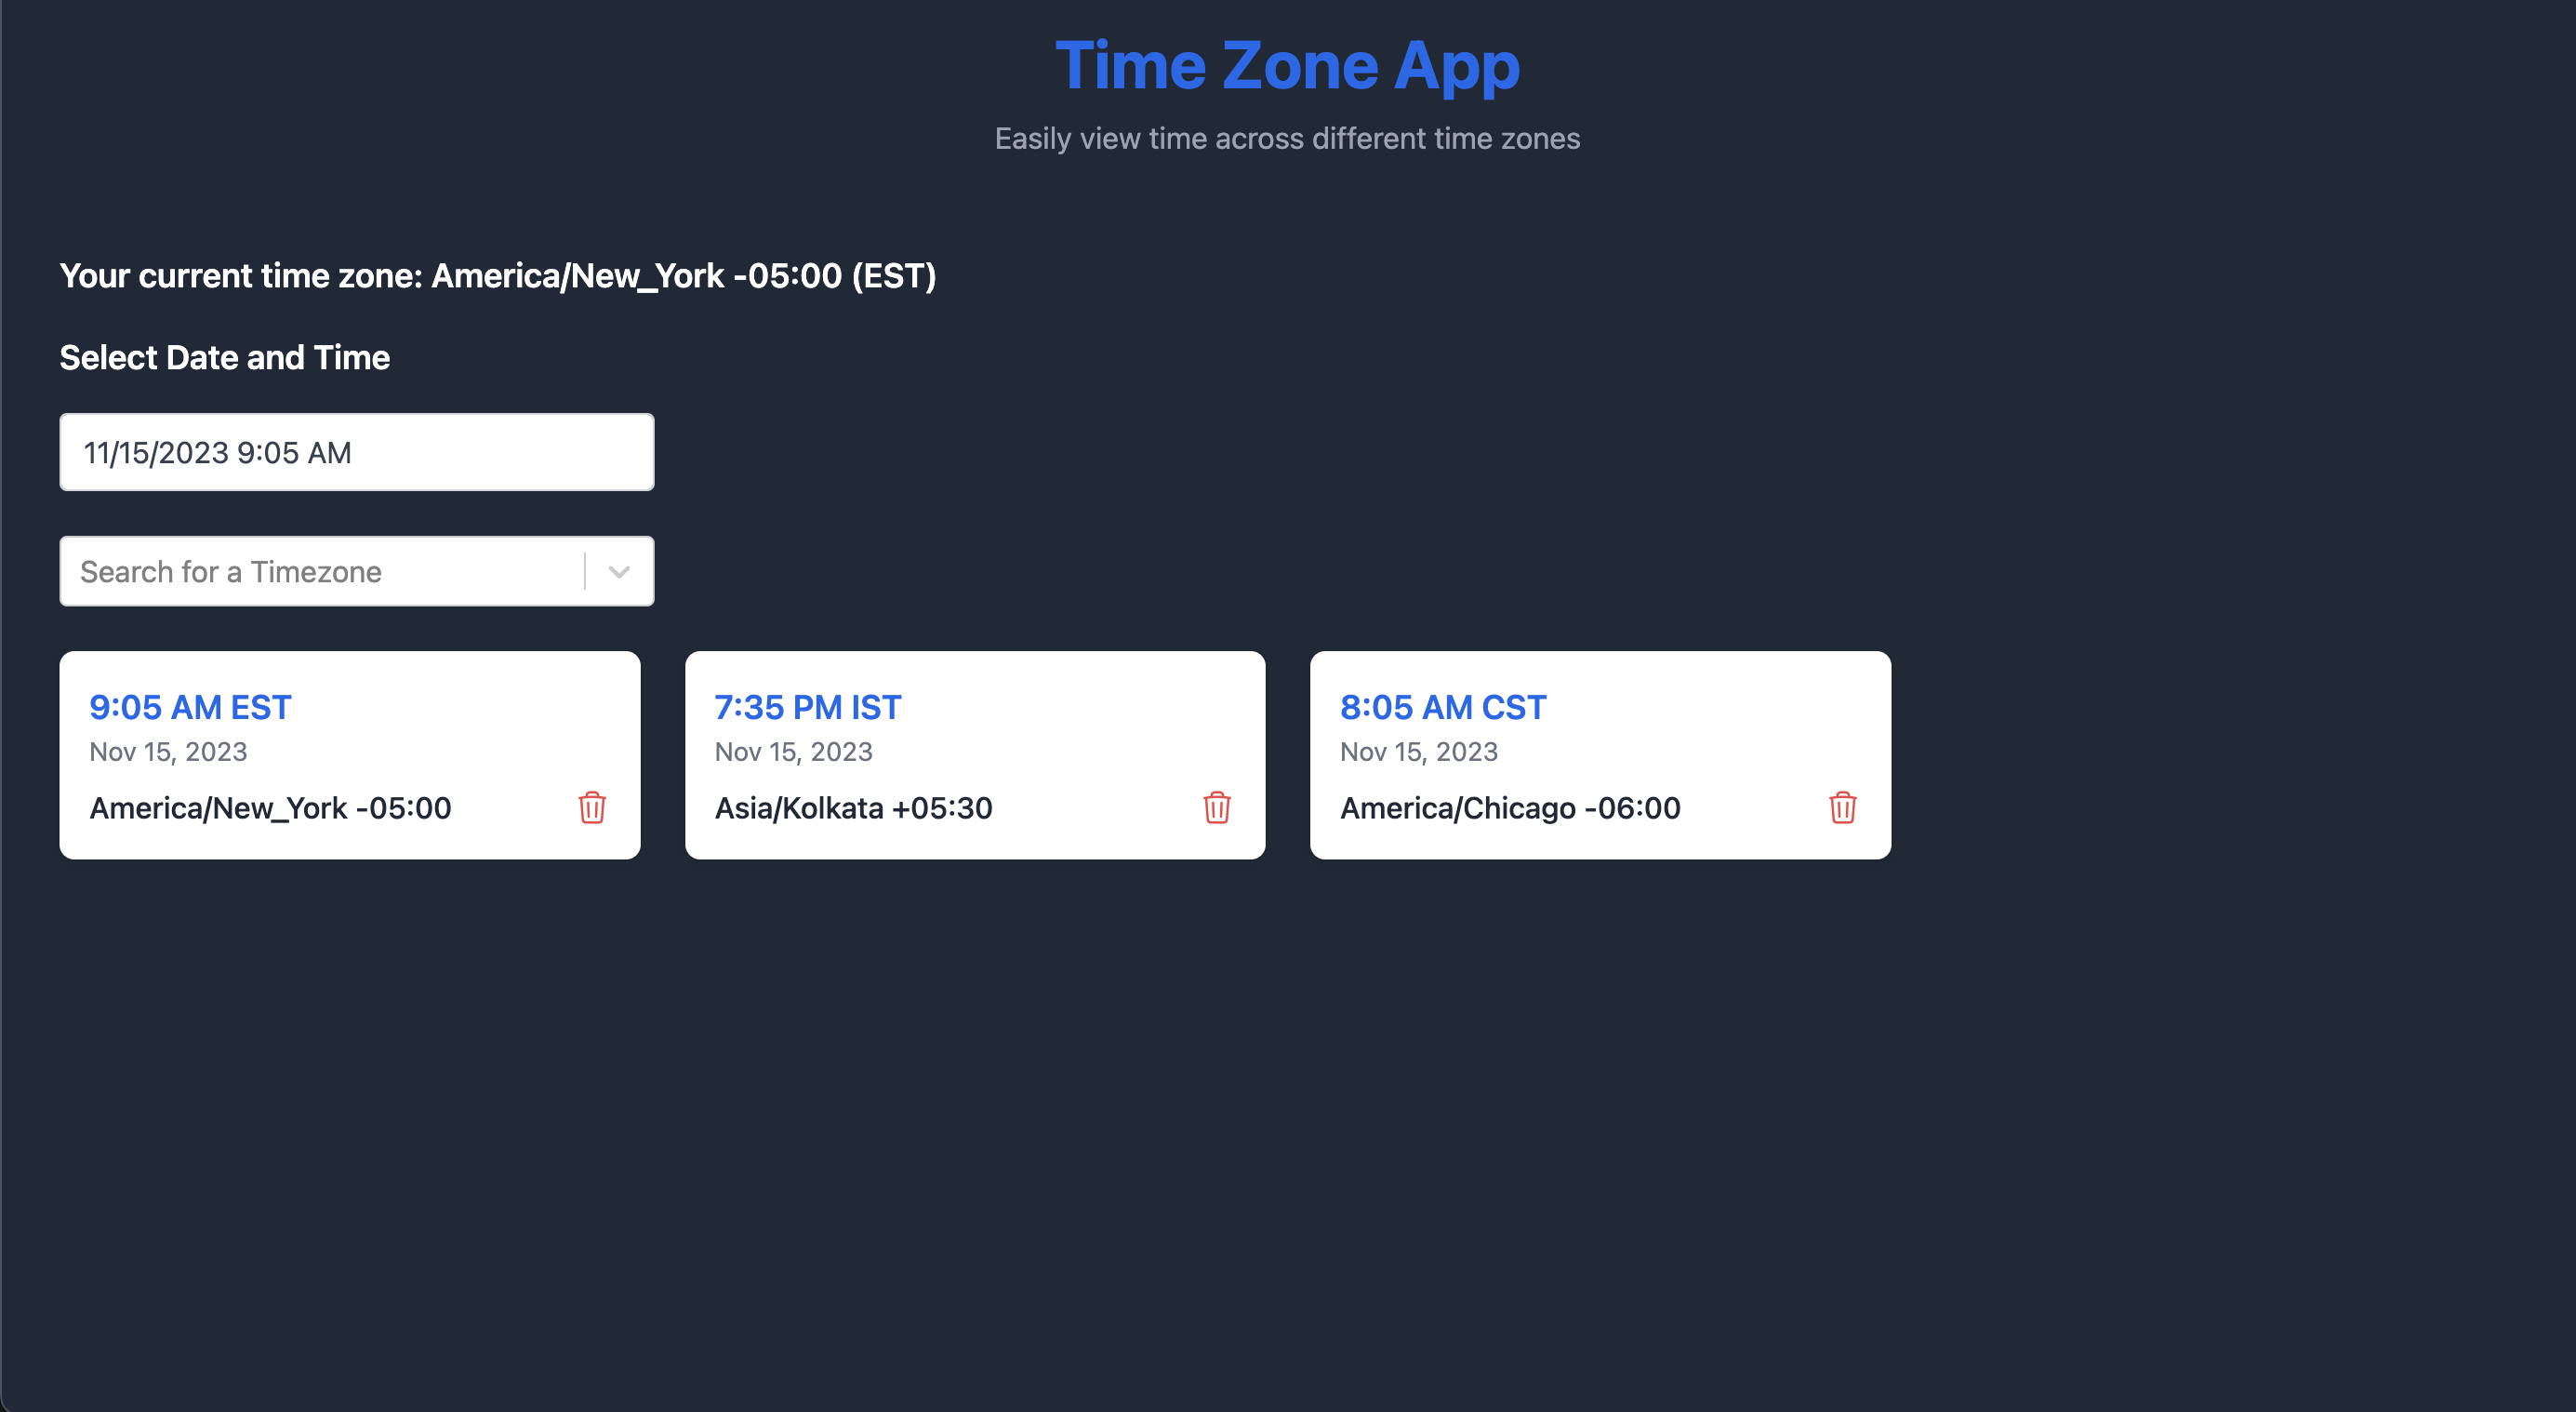 Time Zone App
Easily view time across different time zones
Your current time zone: America/New_York -05:00 (EST)
Select Date and Time
11/15/2023 9:05 AM
Search for a Timezone
9:05 AM EST
Nov 15, 2023
America/New_York -05:00
7:35 PM IST
Nov 15, 2023
Asia/Kolkata +05:30
8:05 AM CST
Nov 15, 2023
America/Chicago -06:00